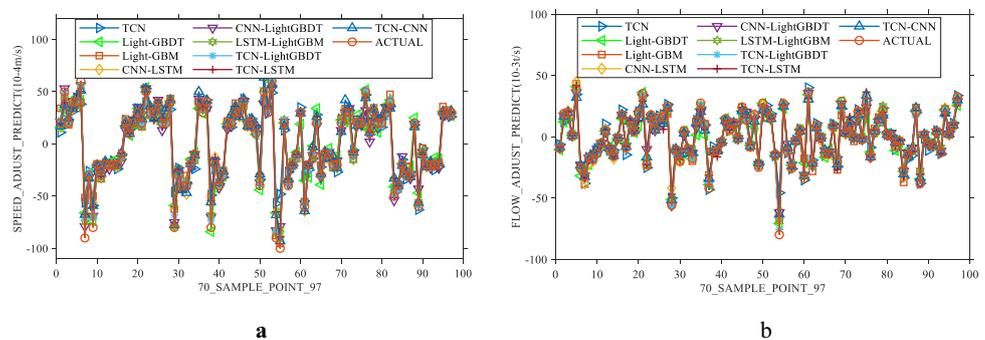 TCN CNN-LightGBDT TCN-CNN
Light-GBDT LSTM-LightGBM ACTUAL
Light-GBM TCN-LightGBDT
CNN-LSTM TCN-LSTM
SPEED_ADJUST_PREDICT(10-4m/s)
100
50
0
-50
-100
0 10 20 30 40 50 60 70 80 90 100
70_SAMPLE_POINT_97
a
TCN CNN-LightGBDT TCN-CNN
Light-GBDT LSTM-LightGBM ACTUAL
Light-GBM TCN-LightGBDT
CNN-LSTM TCN-LSTM
FLOW_ADJUST_PREDICT(10-3t/s)
100
50
0
-50
-100
0 10 20 30 40 50 60 70 80 90 100
70_SAMPLE_POINT_97
b